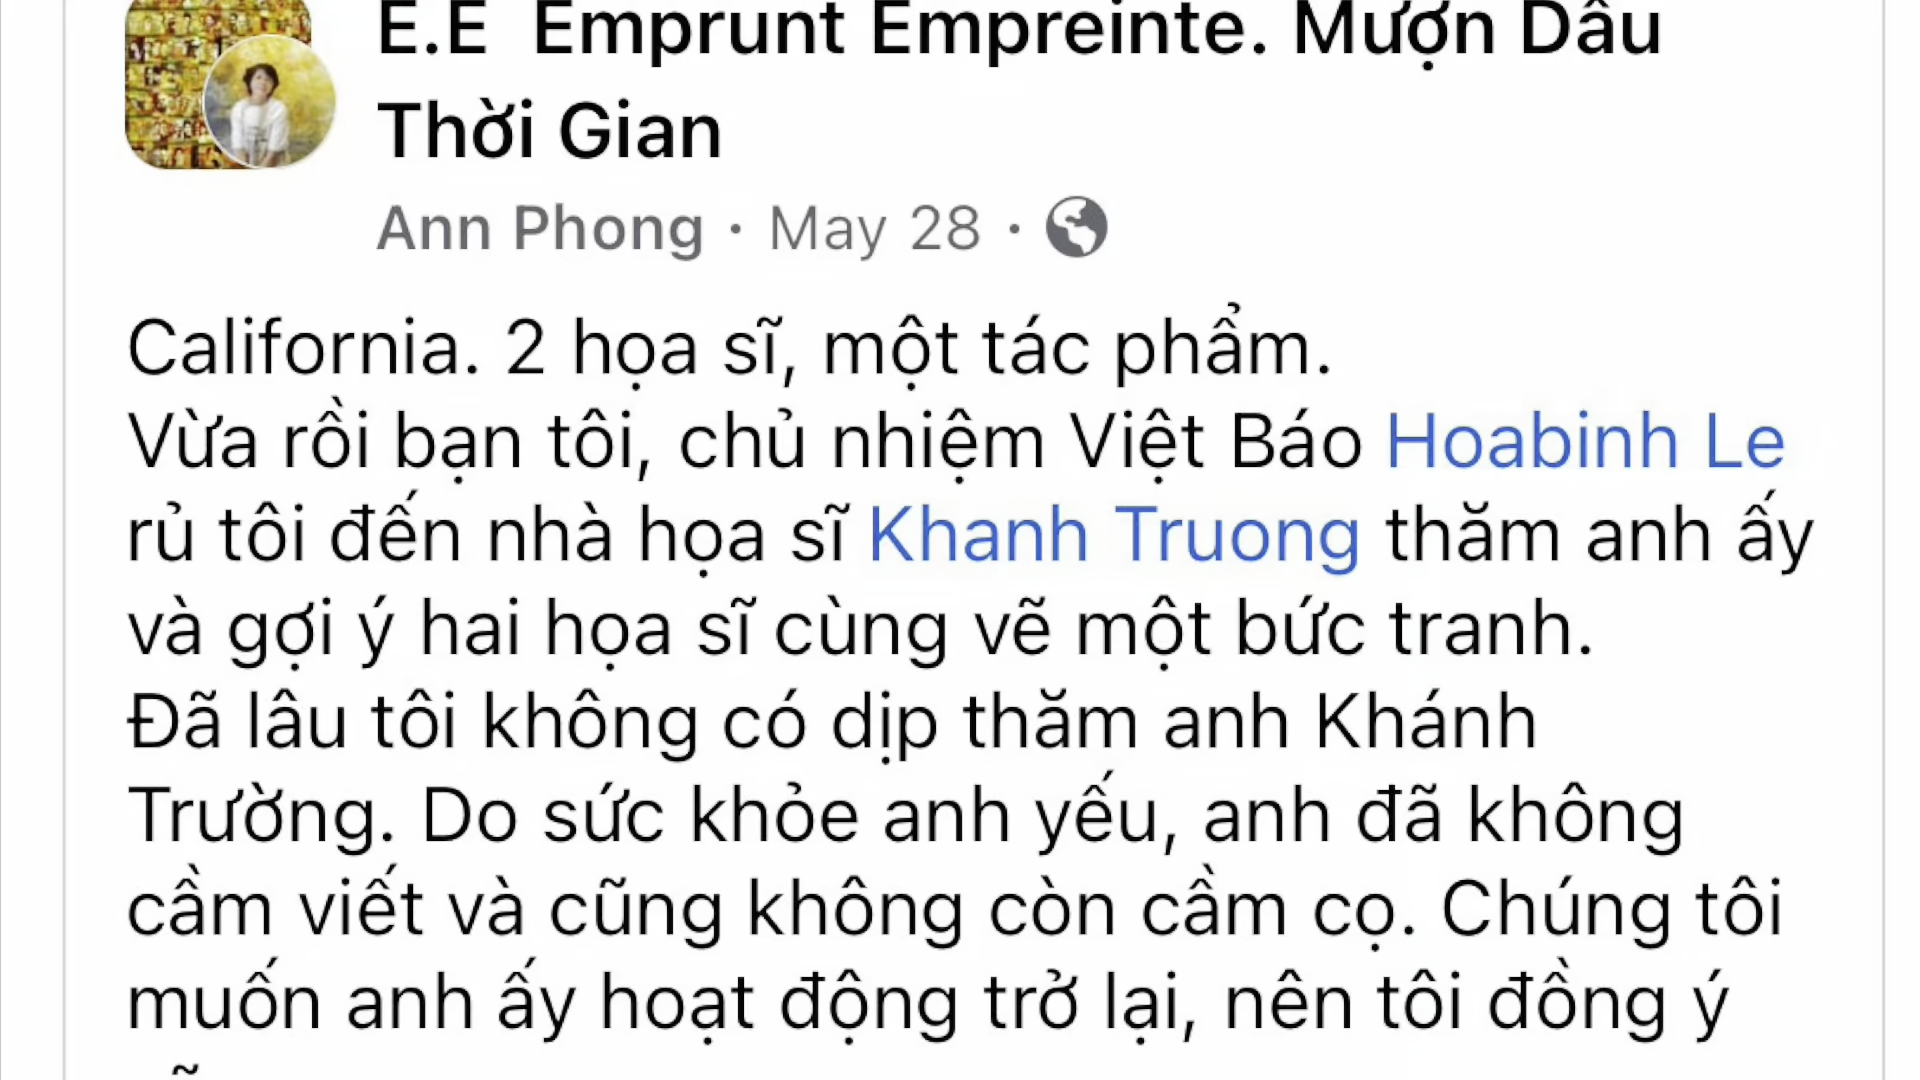 E.E Emprunt Empreinte. Mượn Dấu
Thời Gian
Ann Phong · May 28 ·
California. 2 họa sĩ, một tác phẩm.
Vừa rồi bạn tôi, chủ nhiệm Việt Báo Hoabinh Le
rủ tôi đến nhà họa sĩ Khanh Truong thăm anh ấy
và gợi ý hai họa sĩ cùng vẽ một bức tranh.
Đã lâu tôi không có dịp thăm anh Khánh
Trường. Do sức khỏe anh yếu, anh đã không
cầm viết và cũng không còn cầm cọ. Chúng tôi
muốn anh ấy hoạt động trở lại, nên tôi đồng ý